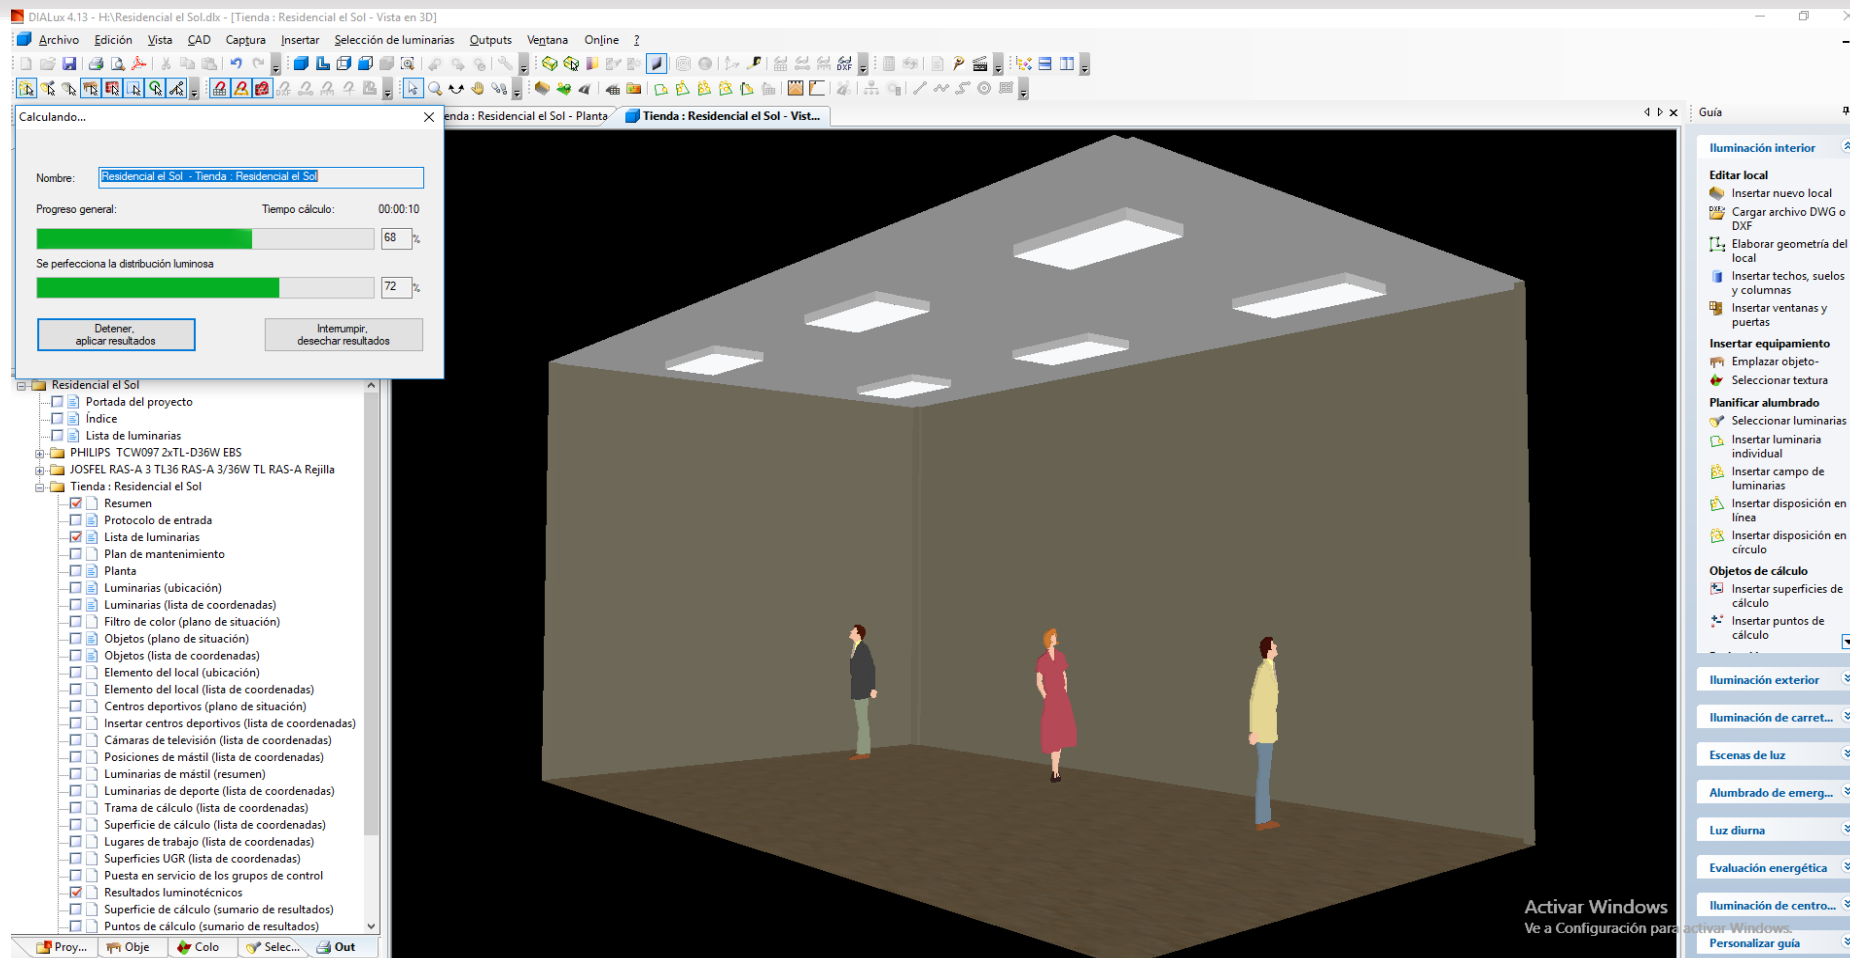 DIALux 4.13 - H:\Residencial el Sol.dlx - [Tienda : Residencial el Sol - Vista en 3D]
Archivo Edición Vista CAD Captura Insertar Selección de luminarias Outputs Ventana Online ?
Calculando...
Nombre: Residencial el Sol - Tienda : Residencial el Sol
Progreso general: Tiempo cálculo: 00:00:10
68 %
Se perfecciona la distribución luminosa
72 %
Detener,
aplicar resultados
Interrumpir,
desechar resultados
enda : Residencial el Sol - Planta
Tienda : Residencial el Sol - Vist...
Residencial el Sol
Portada del proyecto
Índice
Lista de luminarias
PHILIPS TCW097 2xTL-D36W EBS
JOSFEL RAS-A 3 TL36 RAS-A 3/36W TL RAS-A Rejilla
Tienda : Residencial el Sol
Resumen
Protocolo de entrada
Lista de luminarias
Plan de mantenimiento
Planta
Luminarias (ubicación)
Luminarias (lista de coordenadas)
Filtro de color (plano de situación)
Objetos (plano de situación)
Objetos (lista de coordenadas)
Elemento del local (ubicación)
Elemento del local (lista de coordenadas)
Centros deportivos (plano de situación)
Insertar centros deportivos (lista de coordenadas)
Cámaras de televisión (lista de coordenadas)
Posiciones de mástil (lista de coordenadas)
Luminarias de mástil (resumen)
Luminarias de deporte (lista de coordenadas)
Trama de cálculo (lista de coordenadas)
Superficie de cálculo (lista de coordenadas)
Lugares de trabajo (lista de coordenadas)
Superficies UGR (lista de coordenadas)
Puesta en servicio de los grupos de control
Resultados luminotécnicos
Superficie de cálculo (sumario de resultados)
Puntos de cálculo (sumario de resultados)
Proy... Obje Colo Selec... Out
Guía
Iluminación interior
Editar local
Insertar nuevo local
Cargar archivo DWG o
DXF
Elaborar geometría del
local
Insertar techos, suelos
y columnas
Insertar ventanas y
puertas
Insertar equipamiento
Emplazar objeto-
Seleccionar textura
Planificar alumbrado
Seleccionar luminarias
Insertar luminaria
individual
Insertar campo de
luminarias
Insertar disposición en
línea
Insertar disposición en
círculo
Objetos de cálculo
Insertar superficies de
cálculo
Insertar puntos de
cálculo
Iluminación exterior
Iluminación de carret...
Escenas de luz
Alumbrado de emerg...
Luz diurna
Evaluación energética
Iluminación de centro...
Personalizar guía
Activar Windows
Ve a Configuración para activar Windows.